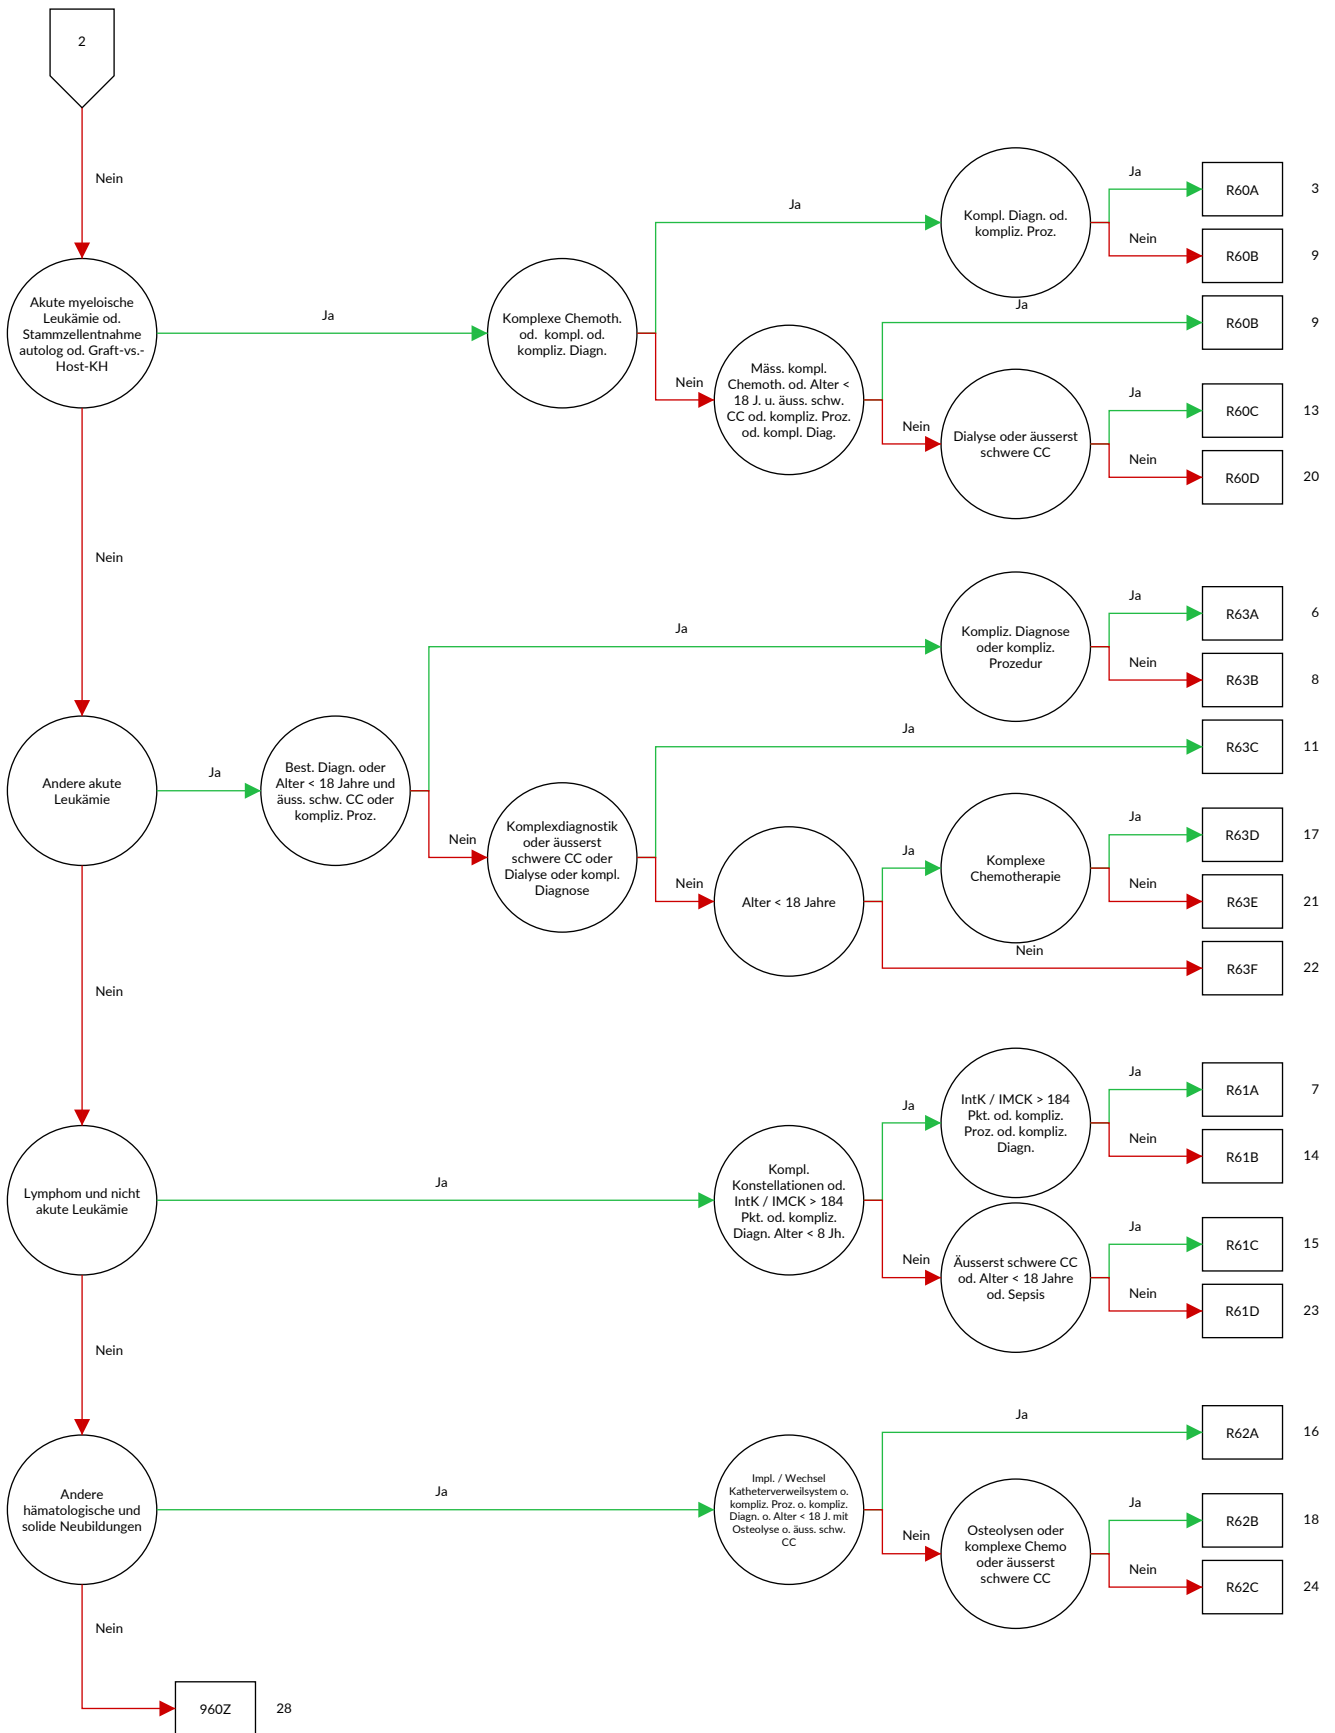 2
Nein
Akute myeloische
Leukämie od.
Stammzellentnahme
autolog od. Graft-vs.-
Host-KH
Ja
Komplexe Chemoth.
od. kompl. od.
kompliz. Diagn.
Ja
Kompl. Diagn. od.
kompliz. Proz.
Ja
R60A
3
Nein
R60B
9
Nein
Mäss. kompl.
Chemoth. od. Alter <
18 J. u. äuss. schw.
CC od. kompliz. Proz.
od. kompl. Diag.
Ja
R60B
9
Nein
Dialyse oder äusserst
schwere CC
Ja
R60C
13
Nein
R60D
20
Nein
Andere akute
Leukämie
Ja
Best. Diagn. oder
Alter < 18 Jahre und
äuss. schw. CC oder
kompliz. Proz.
Ja
Kompliz. Diagnose
oder kompliz.
Prozedur
Ja
R63A
6
Nein
R63B
8
Nein
Komplexdiagnostik
oder äusserst
schwere CC oder
Dialyse oder kompl.
Diagnose
Ja
R63C
11
Nein
Alter < 18 Jahre
Ja
Komplexe
Chemotherapie
Ja
R63D
17
Nein
R63E
21
Nein
R63F
22
Nein
Lymphom und nicht
akute Leukämie
Ja
Kompl.
Konstellationen od.
IntK / IMCK > 184
Pkt. od. kompliz.
Diagn. Alter < 8 Jh.
Ja
IntK / IMCK > 184
Pkt. od. kompliz.
Proz. od. kompliz.
Diagn.
Ja
R61A
7
Nein
R61B
14
Nein
Äusserst schwere CC
od. Alter < 18 Jahre
od. Sepsis
Ja
R61C
15
Nein
R61D
23
Nein
Andere
hämatologische und
solide Neubildungen
Ja
Impl. / Wechsel
Katheterverweilsystem o.
kompliz. Proz. o. kompliz.
Diagn. o. Alter < 18 J. mit
Osteolyse o. äuss. schw.
CC
Ja
R62A
16
Nein
Osteolysen oder
komplexe Chemo
oder äusserst
schwere CC
Ja
R62B
18
Nein
R62C
24
Nein
960Z
28